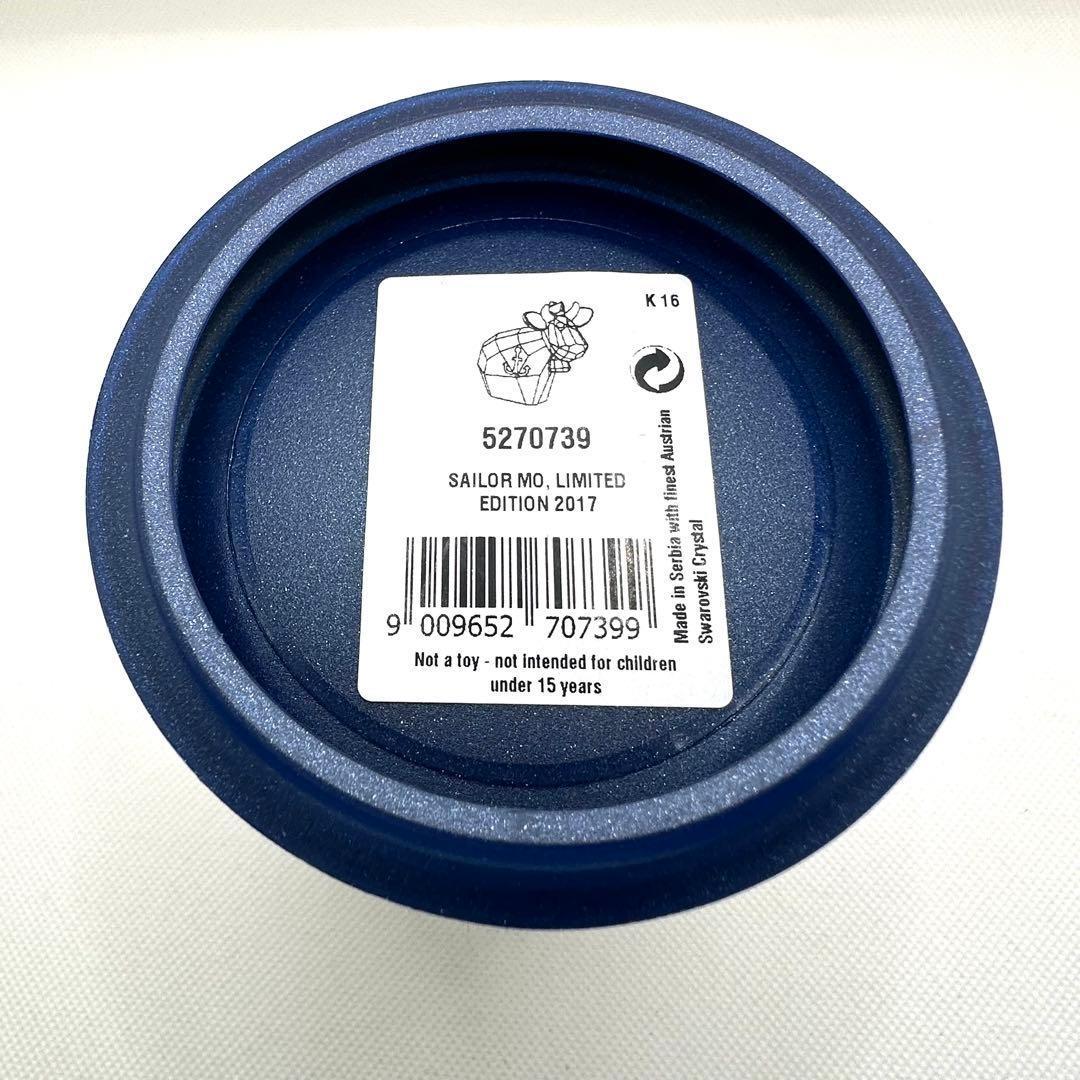 K 16
5270739
SAILOR MO, LIMITED
EDITION 2017
9 009652 707399
Not a toy - not intended for children
under 15 years
Made in Serbia with finest Austrian
Swarovski Crystal